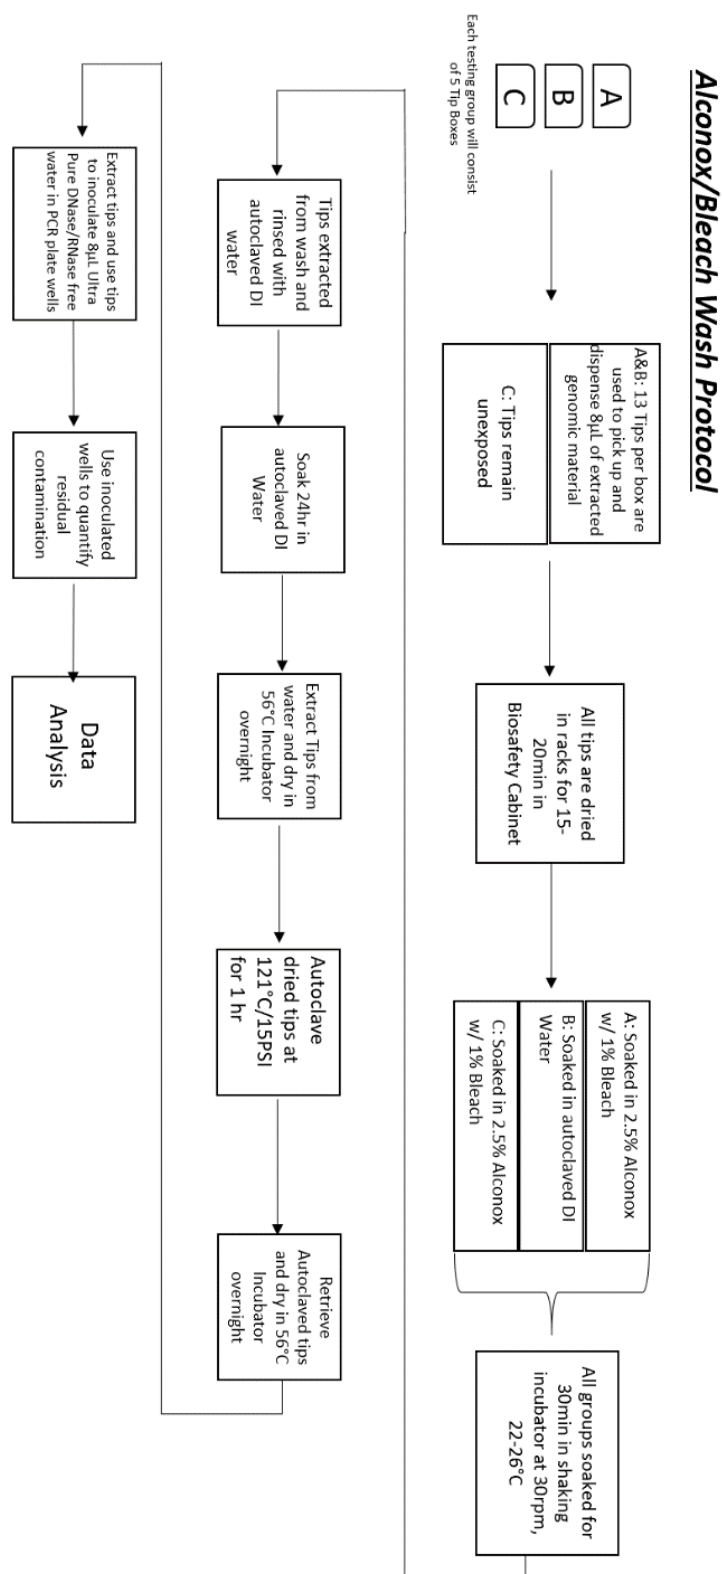 Alconox/Bleach Wash Protocol
A
B
C
Each testing group will consist
of 5 Tip Boxes
A&B: 13 Tips per box are
used to pick up and
dispense 8µL of extracted
genomic material
C: Tips remain
unexposed
All tips are dried
in racks for 15-
20min in
Biosafety Cabinet
A: Soaked in 2.5% Alconox
w/ 1% Bleach
B: Soaked in autoclaved DI
Water
C: Soaked in 2.5% Alconox
w/ 1% Bleach
All groups soaked for
30min in shaking
incubator at 30rpm,
22-26°C
Tips extracted
from wash and
rinsed with
autoclaved DI
water
Soak 24hr in
autoclaved DI
Water
Extract Tips from
water and dry in
56°C Incubator
overnight
Autoclave
dried tips at
121°C/15PSI
for 1 hr
Retrieve
Autoclaved tips
and dry in 56°C
Incubator
overnight
Extract tips and use tips
to inoculate 8µL Ultra
Pure DNase/RNase free
water in PCR plate wells
Use inoculated
wells to quantify
residual
contamination
Data
Analysis